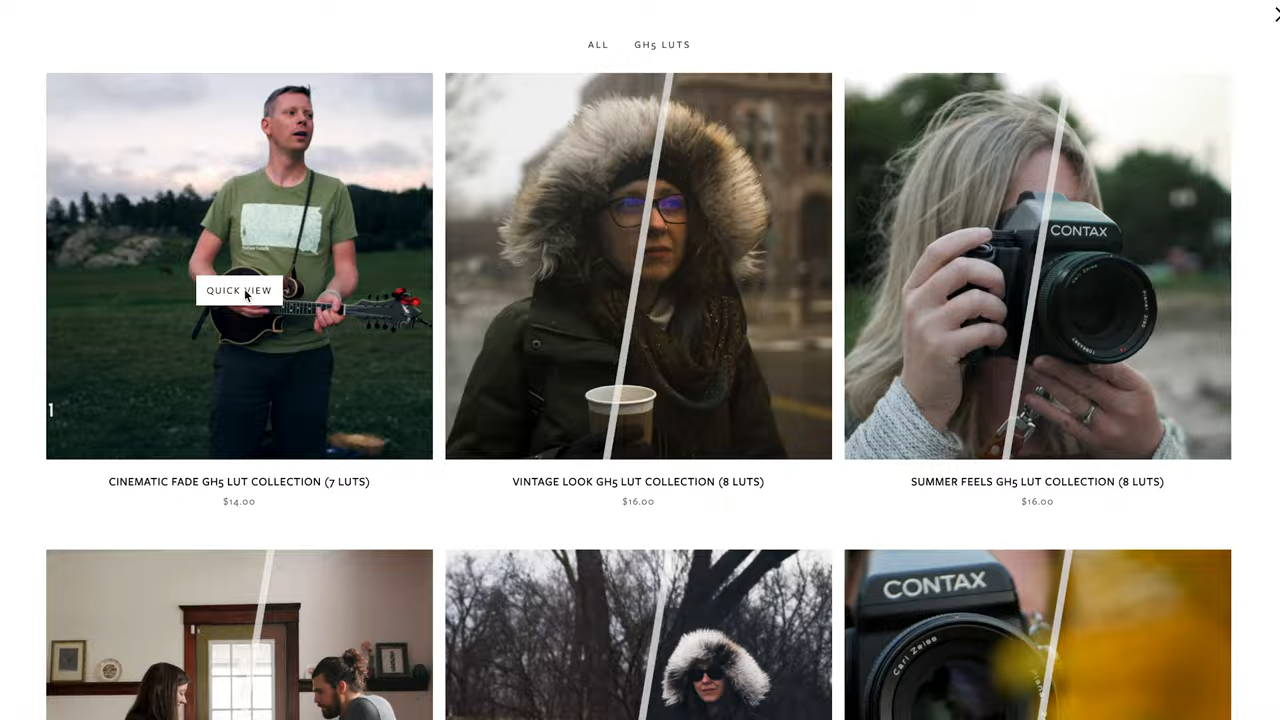 ALL GH5 LUTS
QUICK VIEW
CONTAX
1
CINEMATIC FADE GH5 LUT COLLECTION (7 LUTS)
$14.00
VINTAGE LOOK GH5 LUT COLLECTION (8 LUTS)
$16.00
SUMMER FEELS GH5 LUT COLLECTION (8 LUTS)
$16.00
CONTAX
Carl Zeiss